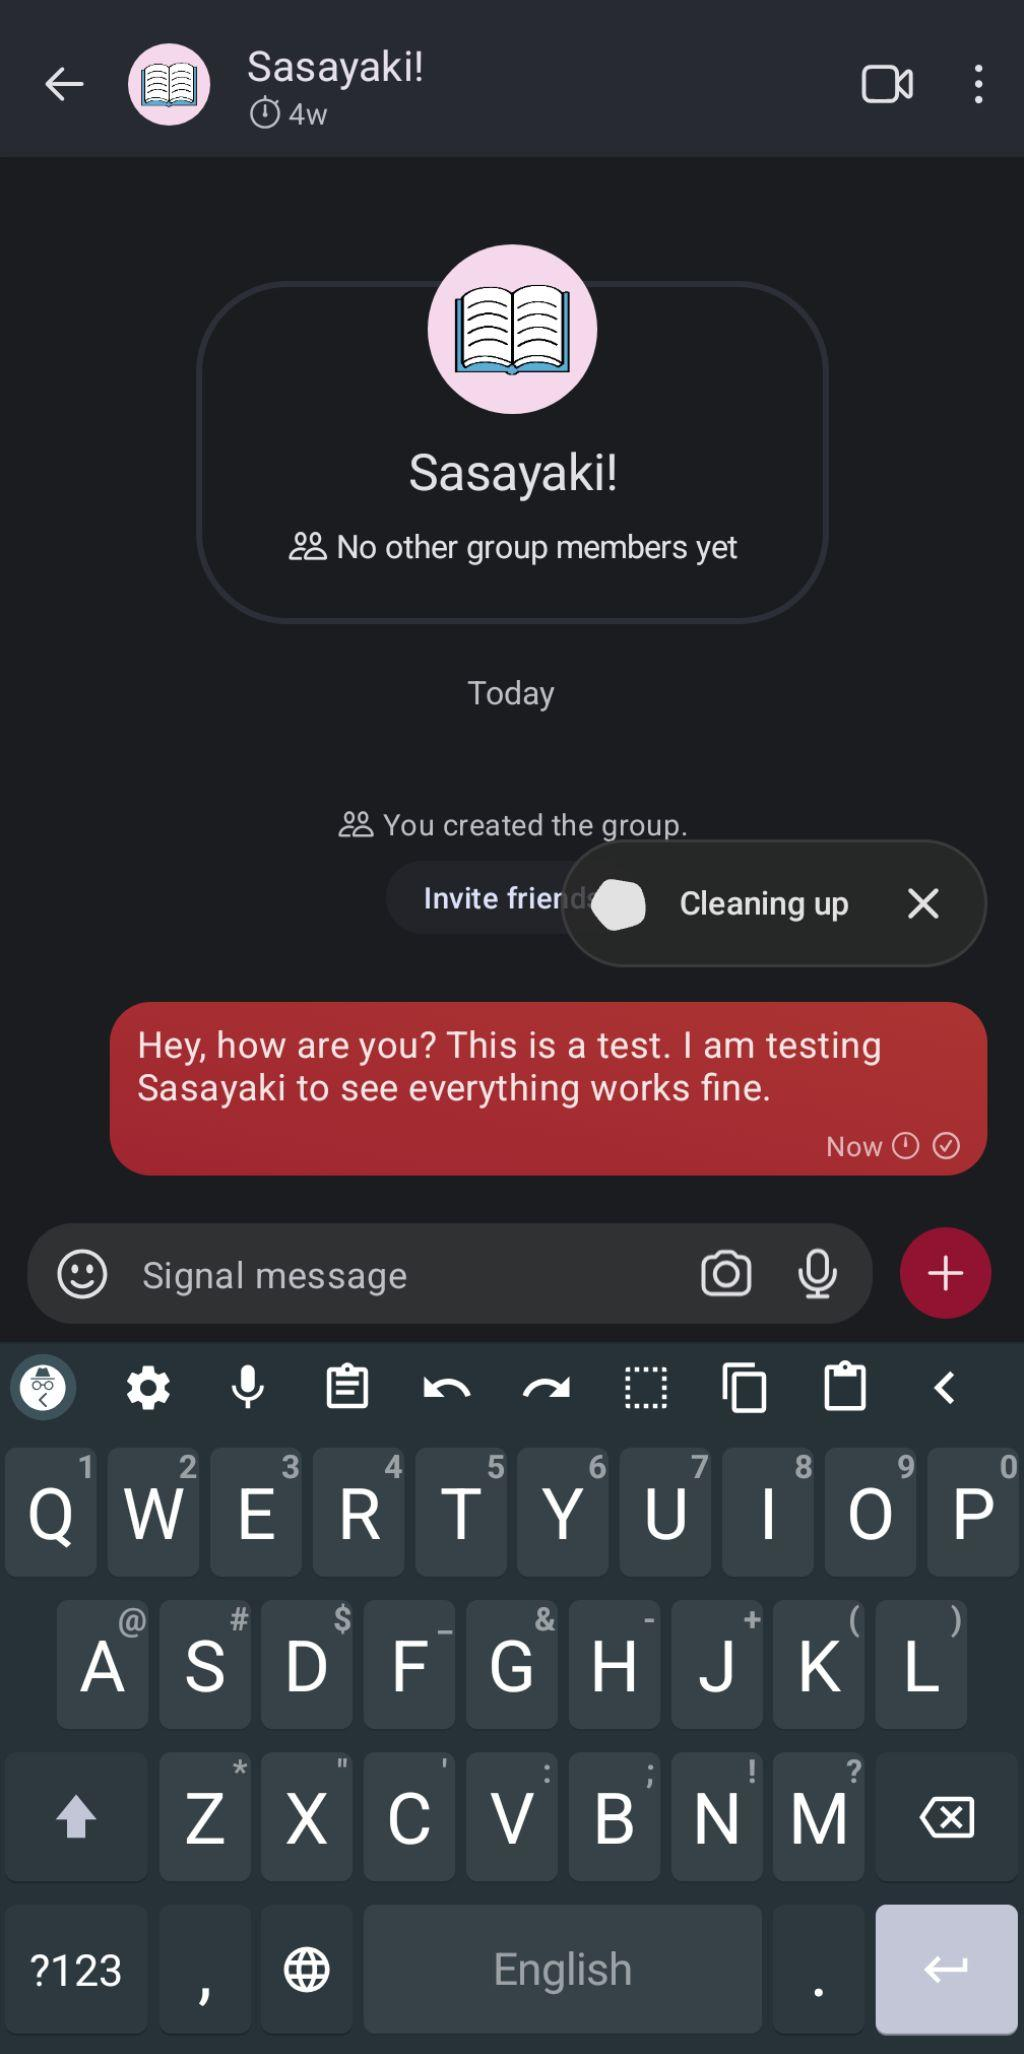 Sasayaki!
4w
Sasayaki!
No other group members yet
Today
You created the group.
Invite friends
Cleaning up
Hey, how are you? This is a test. I am testing
Sasayaki to see everything works fine.
Now
Signal message
1 2 3 4 5 6 7 8 9 0
Q W E R T Y U I O P
@ # $ _ & - + ( )
A S D F G H J K L
* " ' : ; ! ?
Z X C V B N M
?123 , English .